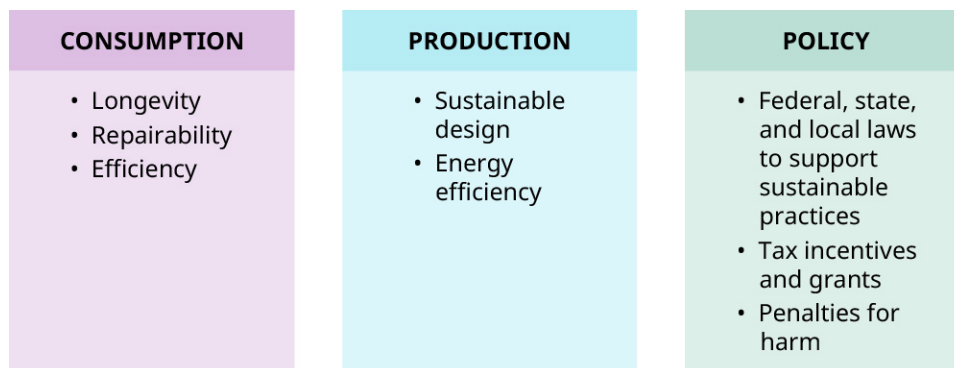 CONSUMPTION
• Longevity
• Repairability
• Efficiency
PRODUCTION
• Sustainable
design
• Energy
efficiency
POLICY
• Federal, state,
and local laws
to support
sustainable
practices
• Tax incentives
and grants
• Penalties for
harm